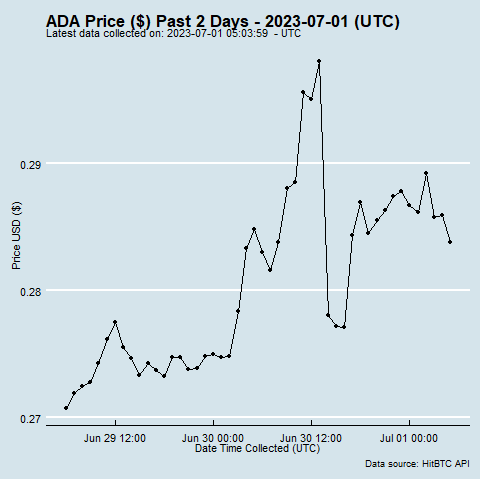 ADA Price ($) Past 2 Days - 2023-07-01 (UTC)
Latest data collected on: 2023-07-01 05:03:59 - UTC
0.29
0.28
0.27
Price USD ($)
Jun 29 12:00 Jun 30 00:00 Jun 30 12:00 Jul 01 00:00
Date Time Collected (UTC)
Data source: HitBTC API